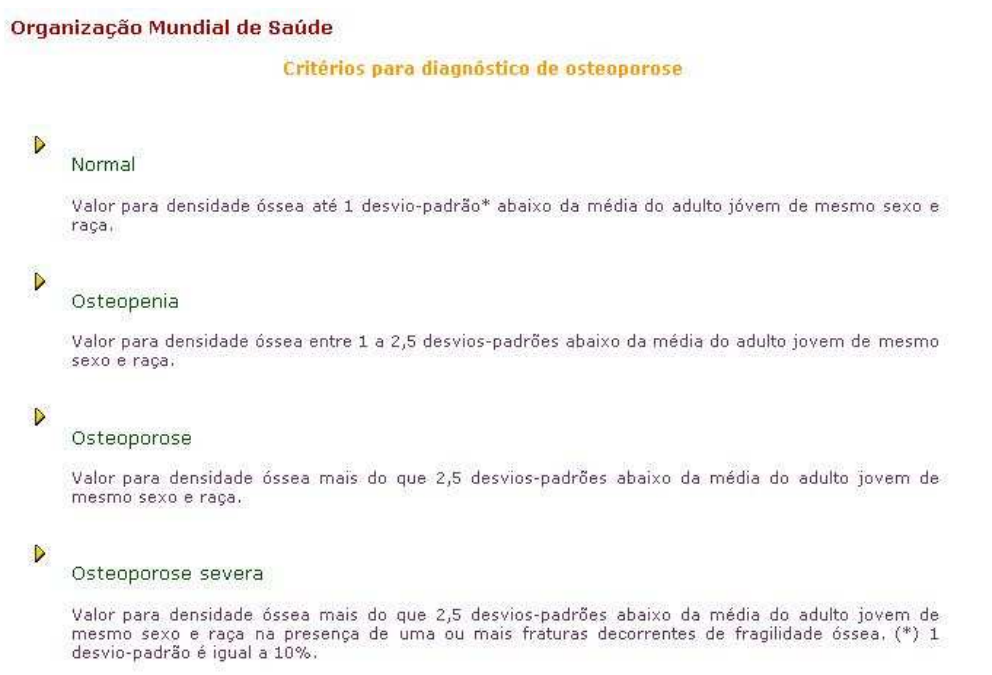 Organização Mundial de Saúde
Critérios para diagnóstico de osteoporose
Normal
Valor para densidade óssea até 1 desvio-padrão* abaixo da média do adulto jóvem de mesmo sexo e
raça.
Osteopenia
Valor para densidade óssea entre 1 a 2,5 desvios-padrões abaixo da média do adulto jovem de mesmo
sexo e raça.
Osteoporose
Valor para densidade óssea mais do que 2,5 desvios-padrões abaixo da média do adulto jovem de
mesmo sexo e raça.
Osteoporose severa
Valor para densidade óssea mais do que 2,5 desvios-padrões abaixo da média do adulto jovem de
mesmo sexo e raça na presença de uma ou mais fraturas decorrentes de fragilidade óssea. (*) 1
desvio-padrão é igual a 10%.